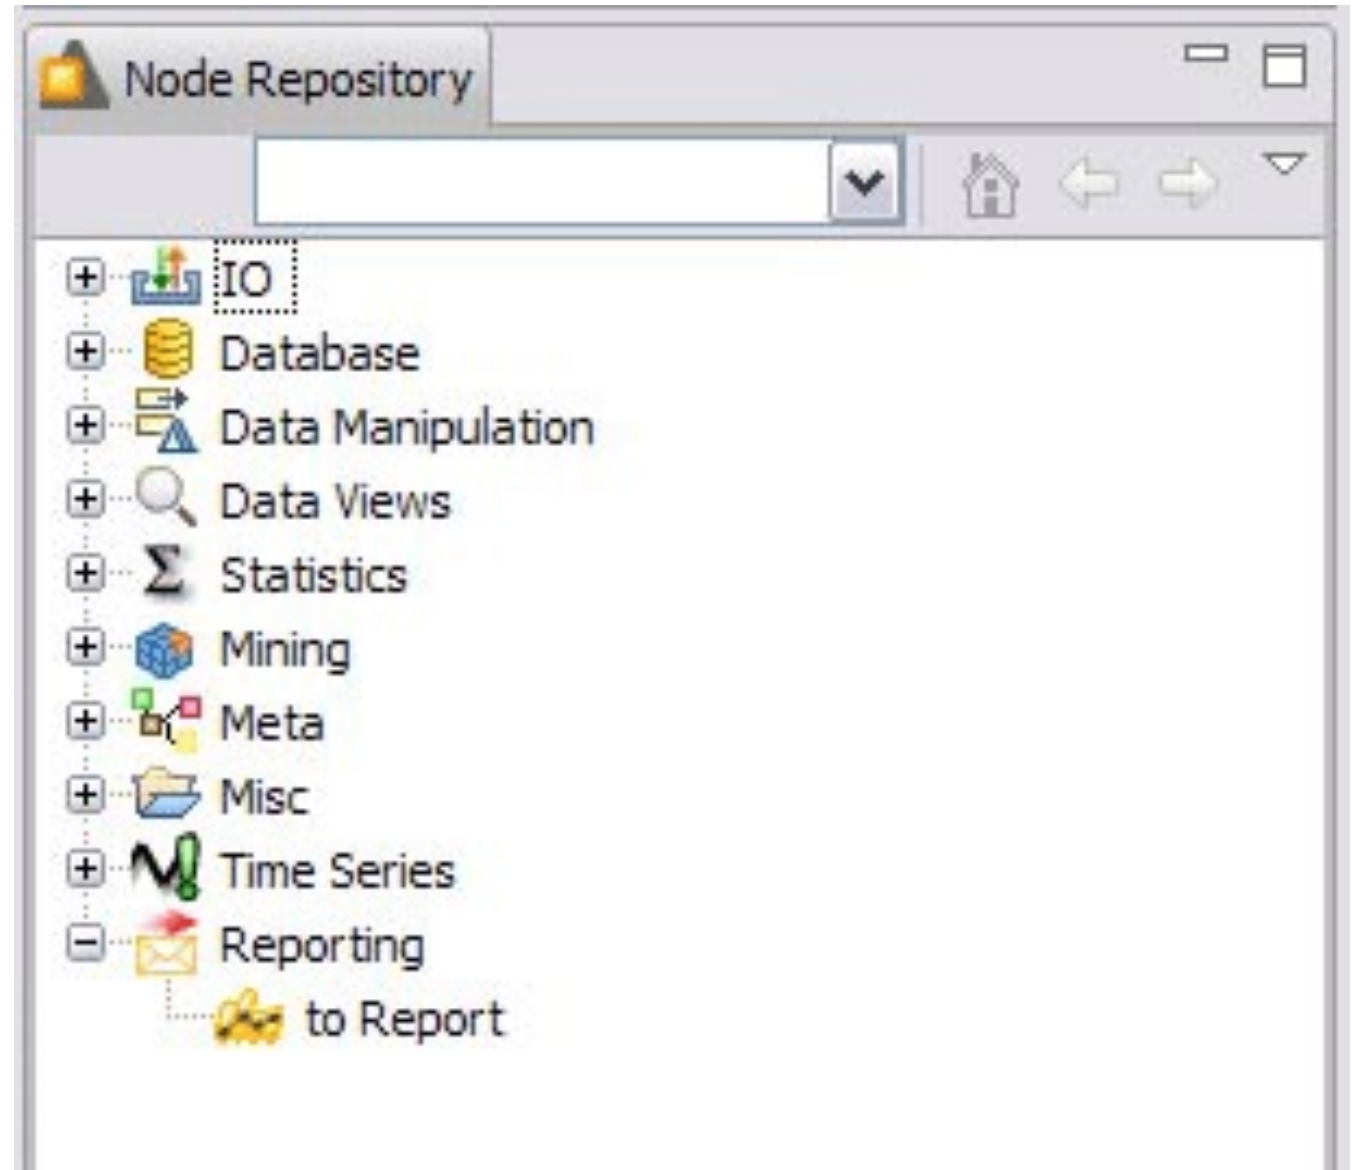 Node Repository
IO
Database
Data Manipulation
Data Views
Statistics
Mining
Meta
Misc
Time Series
Reporting
to Report